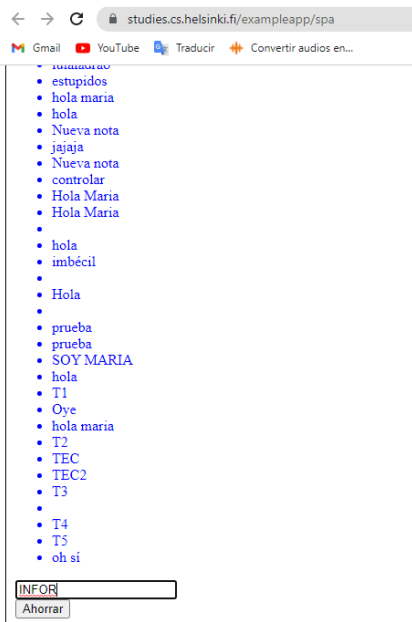 studies.cs.helsinki.fi/exampleapp/spa
Gmail YouTube Traducir Convertir audios en...
estupidos
hola maria
hola
Nueva nota
jajaja
Nueva nota
controlar
Hola Maria
Hola Maria
hola
imbécil
Hola
prueba
prueba
SOY MARIA
hola
T1
Oye
hola maria
T2
TEC
TEC2
T3
T4
T5
oh sí
INFOR
Ahorrar